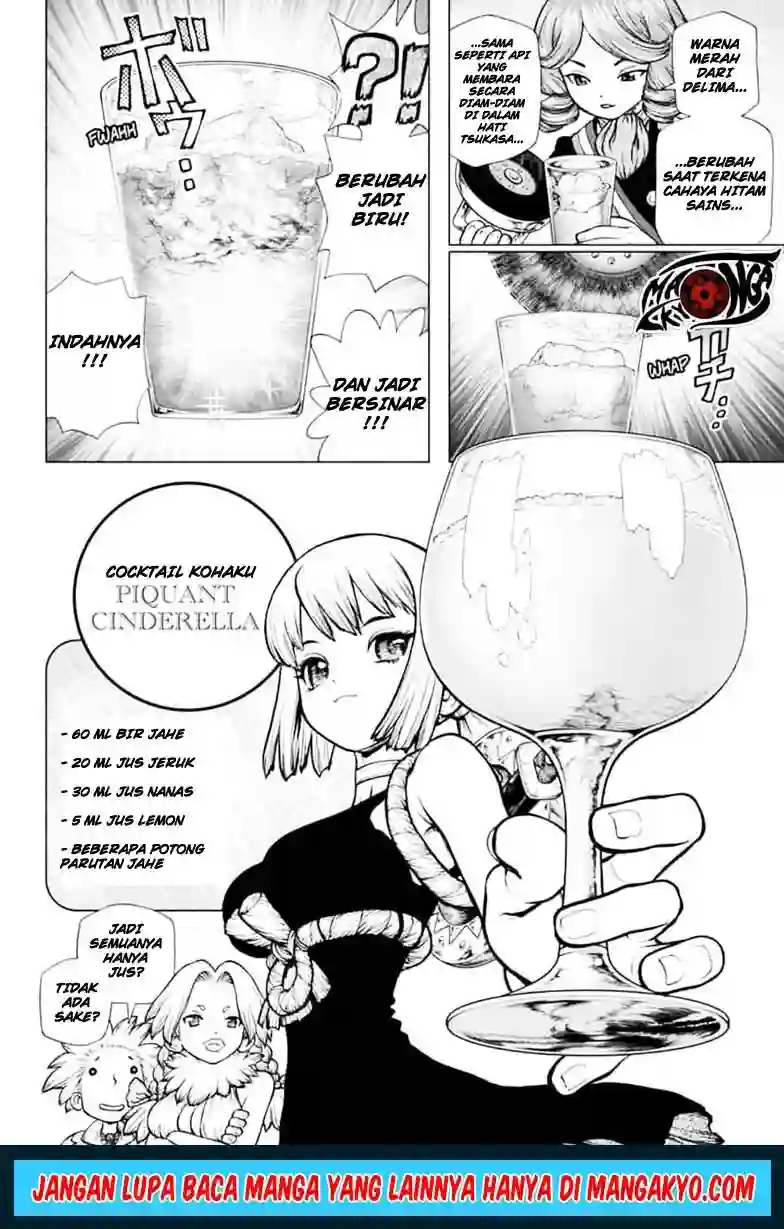 ...SAMA
SEPERTI API
YANG
MEMBARA
SECARA
DIAM-DIAM
DI DALAM
HATI
TSUKASA...
WARNA
MERAH
DARI
DELIMA...
...BERUBAH
SAAT TERKENA
CAHAYA HITAM
SAINS...
MANGA
KYO
ガチ...
WHAP
ボウ...
FWAHH
?!
BERUBAH
JADI
BIRU!
INDAHNYA
!!!
DAN JADI
BERSINAR
!!!
COCKTAIL KOHAKU
PIQUANT
CINDERELLA
- 60 ML BIR JAHE
- 20 ML JUS JERUK
- 30 ML JUS NANAS
- 5 ML JUS LEMON
- BEBERAPA POTONG
PARUTAN JAHE
JADI
SEMUANYA
HANYA
JUS?
TIDAK
ADA
SAKE?
JANGAN LUPA BACA MANGA YANG LAINNYA HANYA DI MANGAKYO.COM